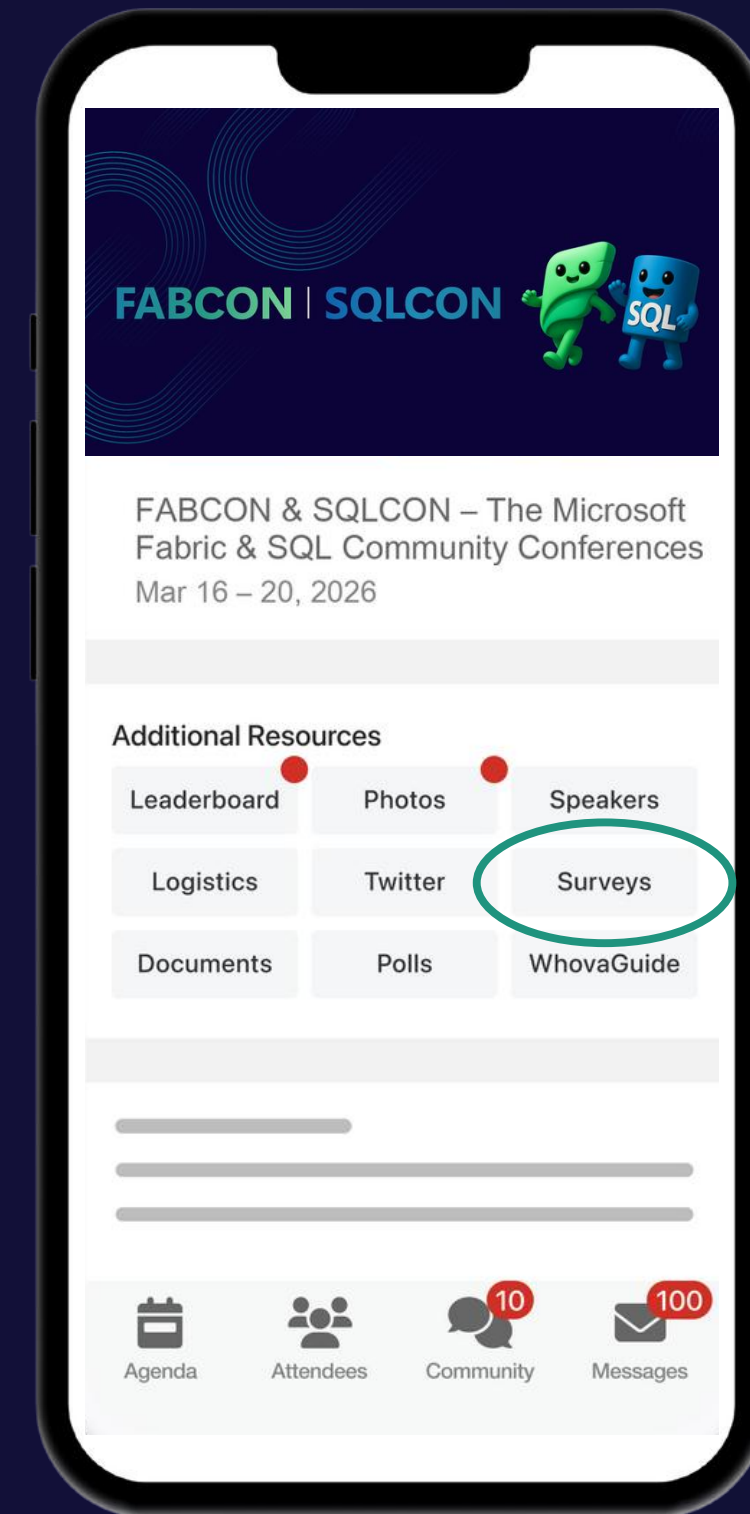 FABCON | SQLCON
SQL
FABCON & SQLCON – The Microsoft
Fabric & SQL Community Conferences
Mar 16 – 20, 2026
Additional Resources
Leaderboard Photos Speakers
Logistics Twitter Surveys
Documents Polls WhovaGuide
10 100
Agenda Attendees Community Messages